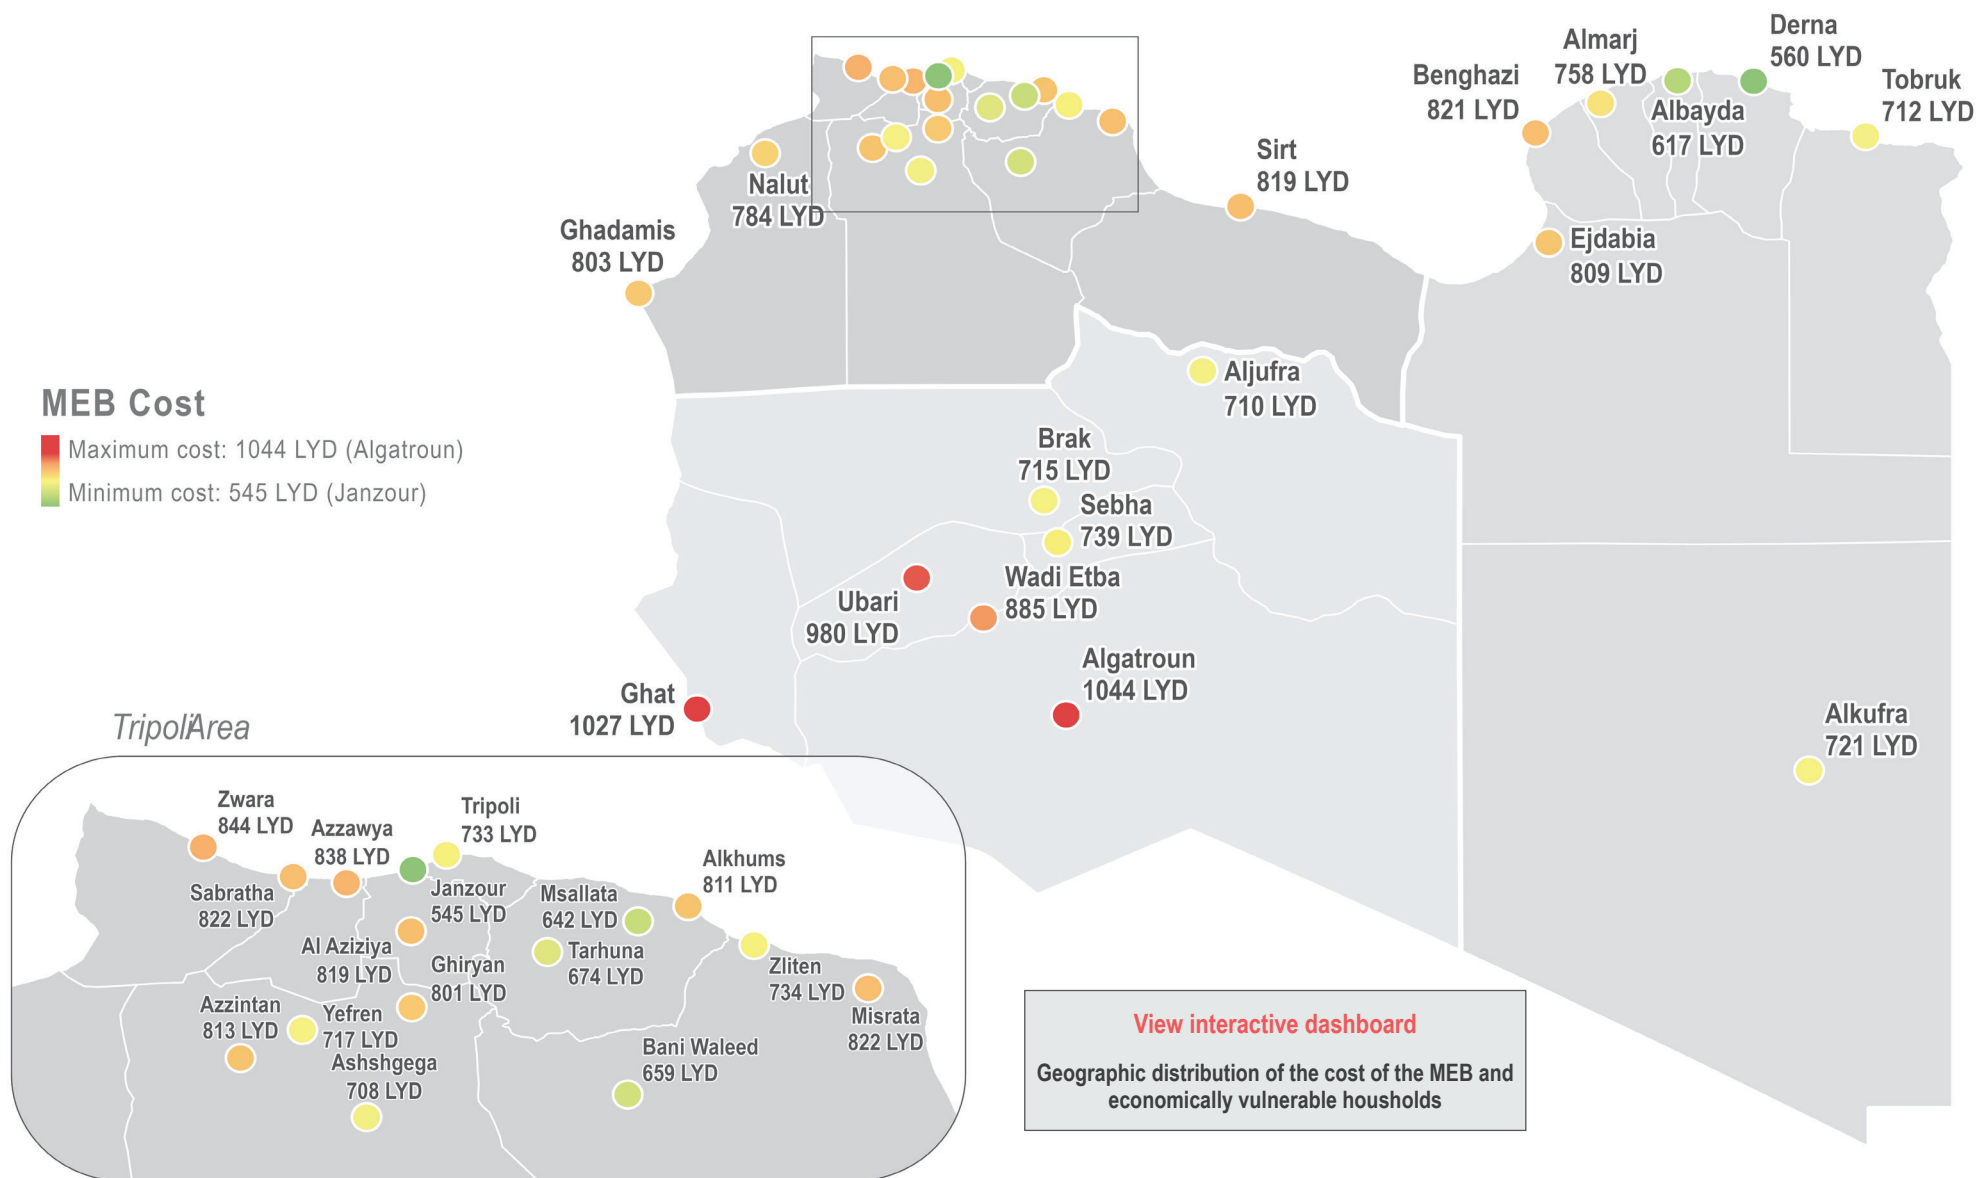 Derna
560 LYD
Almarj
758 LYD
Benghazi
821 LYD
Tobruk
712 LYD
Albayda
617 LYD
Sirt
819 LYD
Nalut
784 LYD
Ghadamis
803 LYD
Ejdabia
809 LYD
Aljufra
710 LYD
MEB Cost
Maximum cost: 1044 LYD (Algatroun)
Minimum cost: 545 LYD (Janzour)
Brak
715 LYD
Sebha
739 LYD
Wadi Etba
885 LYD
Ubari
980 LYD
Algatroun
1044 LYD
Ghat
1027 LYD
Alkufra
721 LYD
TripoliArea
Zwara
844 LYD
Azzawya
838 LYD
Tripoli
733 LYD
Alkhums
811 LYD
Sabratha
822 LYD
Janzour
545 LYD
Msallata
642 LYD
Al Aziziya
819 LYD
Ghiryan
801 LYD
Tarhuna
674 LYD
Zliten
734 LYD
Azzintan
813 LYD
Yefren
717 LYD
Misrata
822 LYD
Ashshgega
708 LYD
Bani Waleed
659 LYD
View interactive dashboard
Geographic distribution of the cost of the MEB and
economically vulnerable housholds